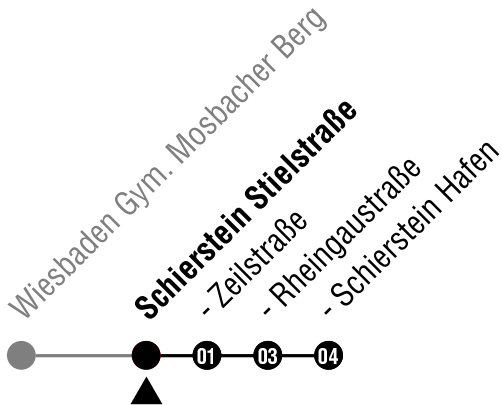 Wiesbaden Gym. Mosbacher Berg
Schierstein Stielstraße
- Zeilstraße
- Rheingaustraße
- Schierstein Hafen
01 03 04